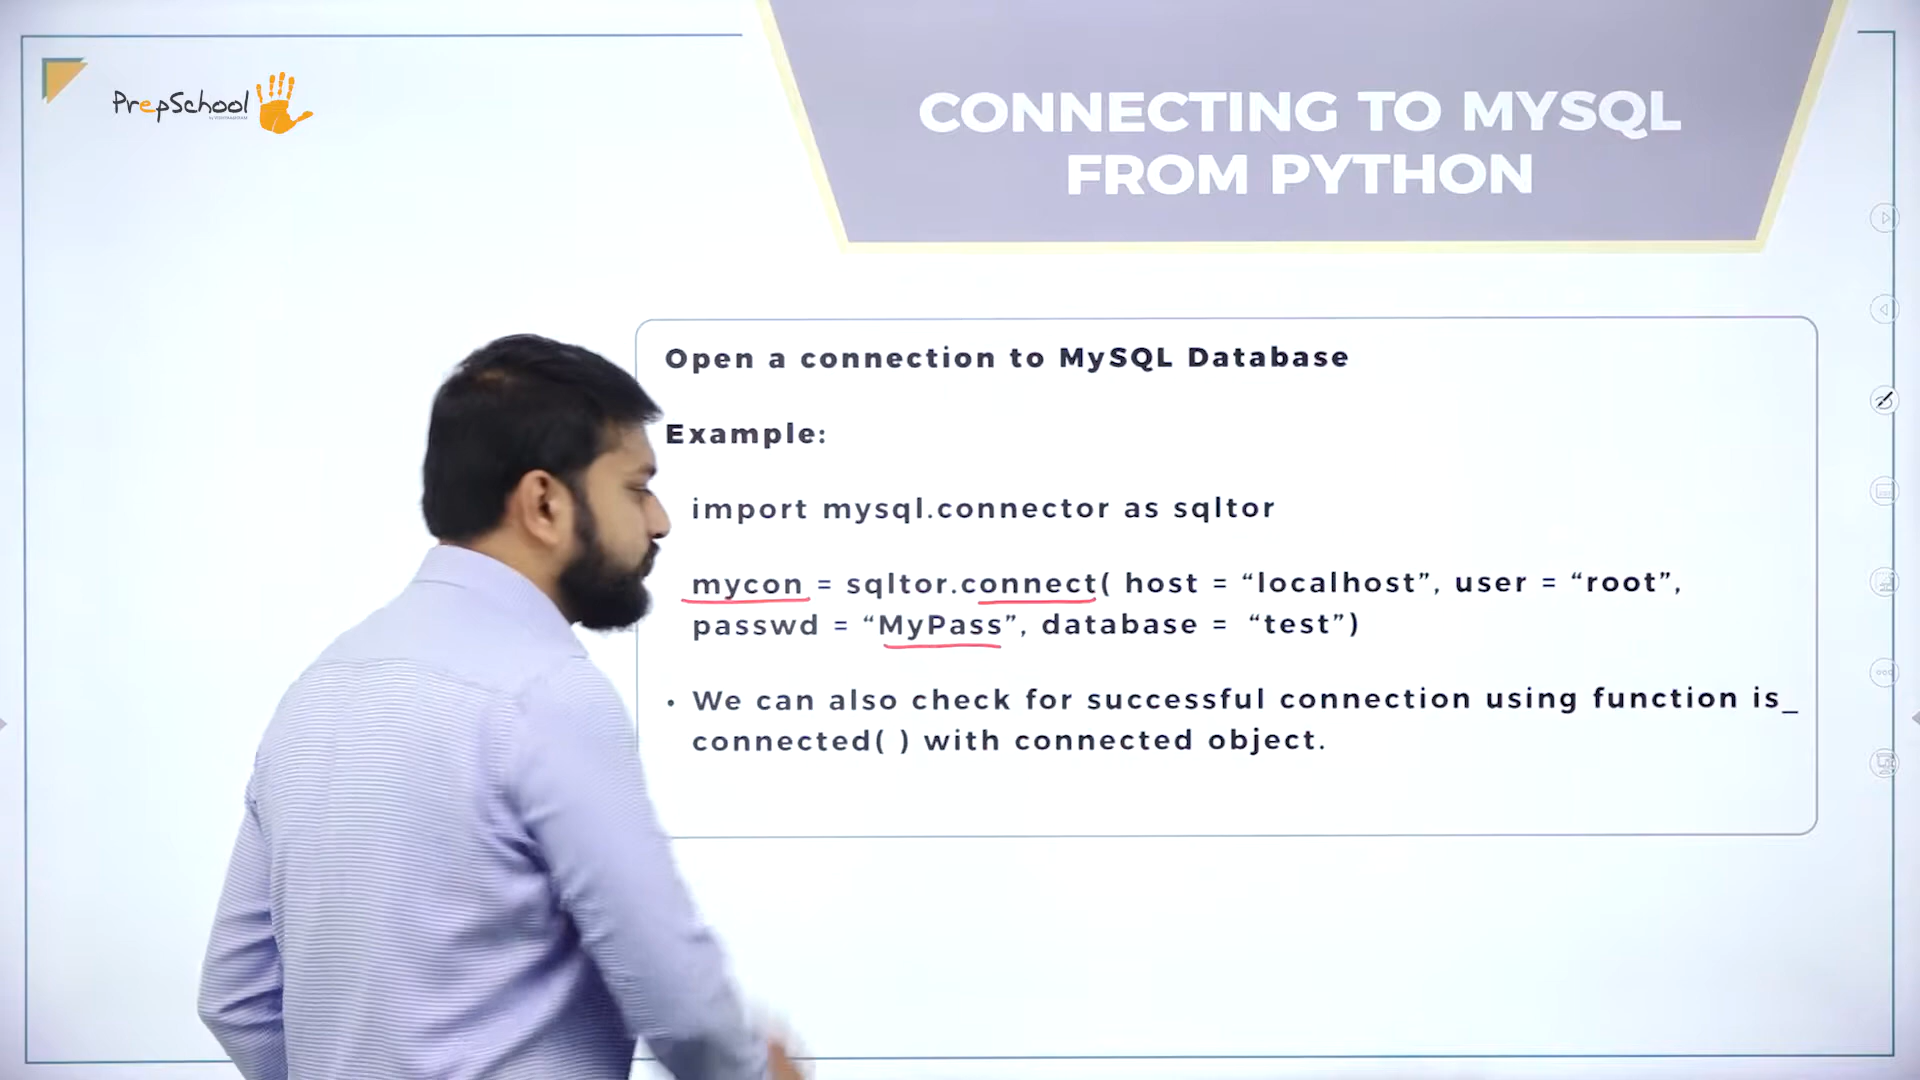 PrepSchool
CONNECTING TO MYSQL
FROM PYTHON
Open a connection to MySQL Database
Example:
import mysql.connector as sqltor
mycon = sqltor.connect( host = “localhost”, user = “root”,
passwd = “MyPass”, database = “test”)
• We can also check for successful connection using function is_
connected( ) with connected object.